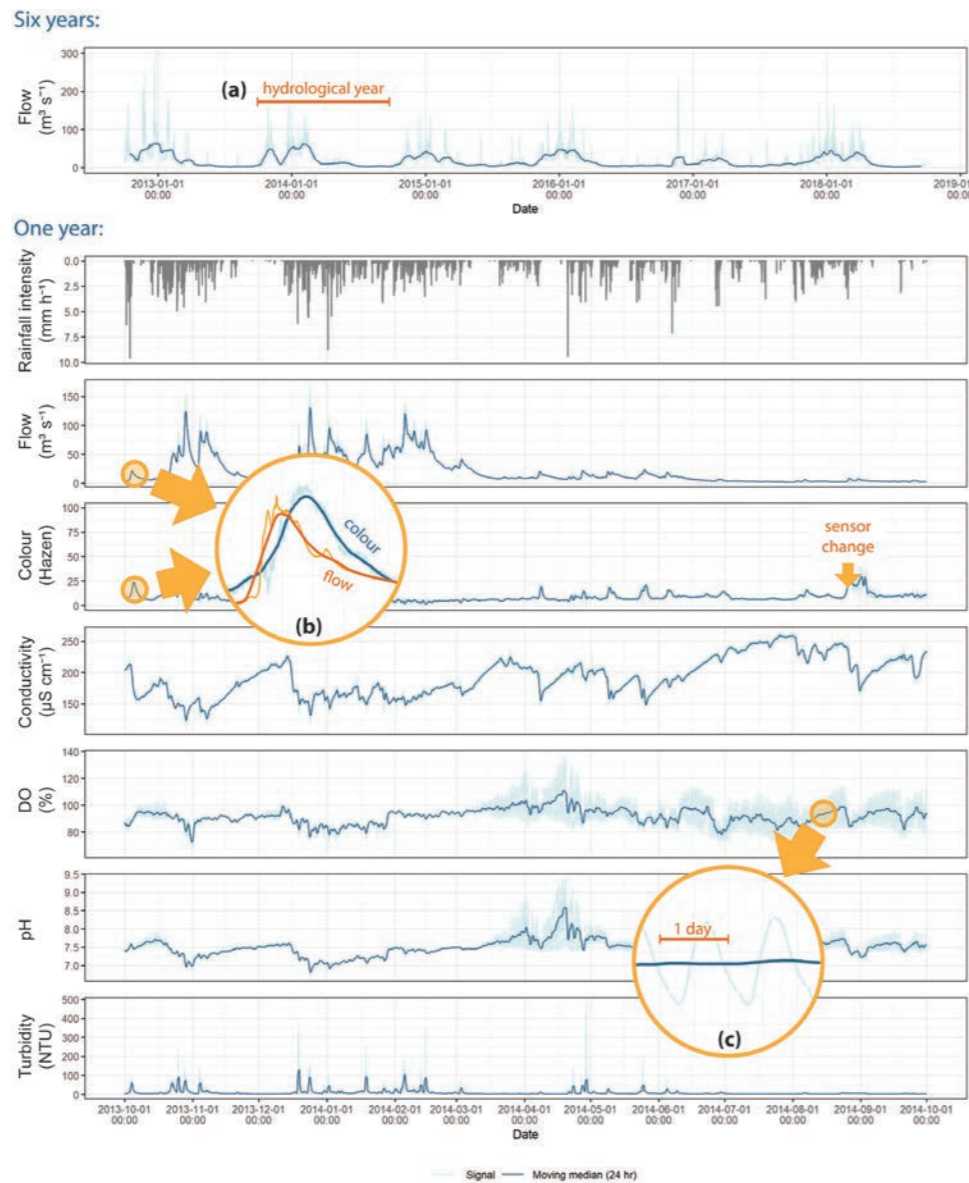 Six years:
Flow
(m³ s⁻¹)
300
200
100
0
(a) hydrological year
2013-01-01 2014-01-01 2015-01-01 2016-01-01 2017-01-01 2018-01-01 2019-01
00:00 00:00 00:00 00:00 00:00 00:00 00:0
Date
One year:
Rainfall intensity
(mm h⁻¹)
0.0
2.5
5.0
7.5
10.0
Flow
(m³ s⁻¹)
150
100
50
0
Colour
(Hazen)
100
75
50
25
0
colour
flow
(b)
sensor
change
Conductivity
(µS cm⁻¹)
250
200
150
DO
(%)
140
120
100
80
pH
9.5
9.0
8.5
8.0
7.5
7.0
1 day
(c)
Turbidity
(NTU)
500
400
300
200
100
0
2013-10-01 2013-11-01 2013-12-01 2014-01-01 2014-02-01 2014-03-01 2014-04-01 2014-05-01 2014-06-01 2014-07-01 2014-08-01 2014-09-01 2014-10-01
00:00 00:00 00:00 00:00 00:00 00:00 00:00 00:00 00:00 00:00 00:00 00:00 00:00
Date
Signal Moving median (24 hr)